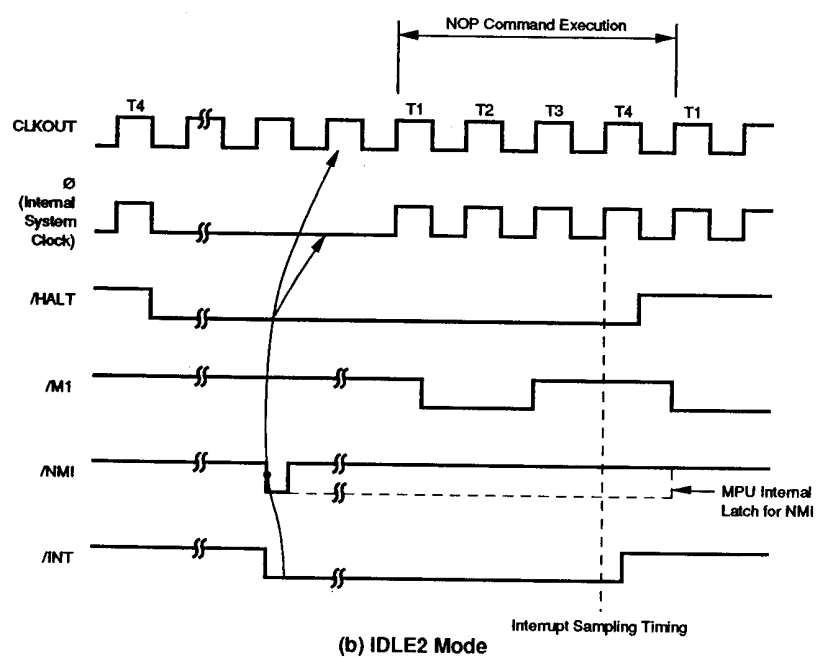 NOP Command Execution
T4
T1
T2
T3
T4
T1
CLKOUT
Ø
(Internal
System
Clock)
/HALT
/M1
/NMI
MPU Internal
Latch for NMI
/INT
Interrupt Sampling Timing
(b) IDLE2 Mode